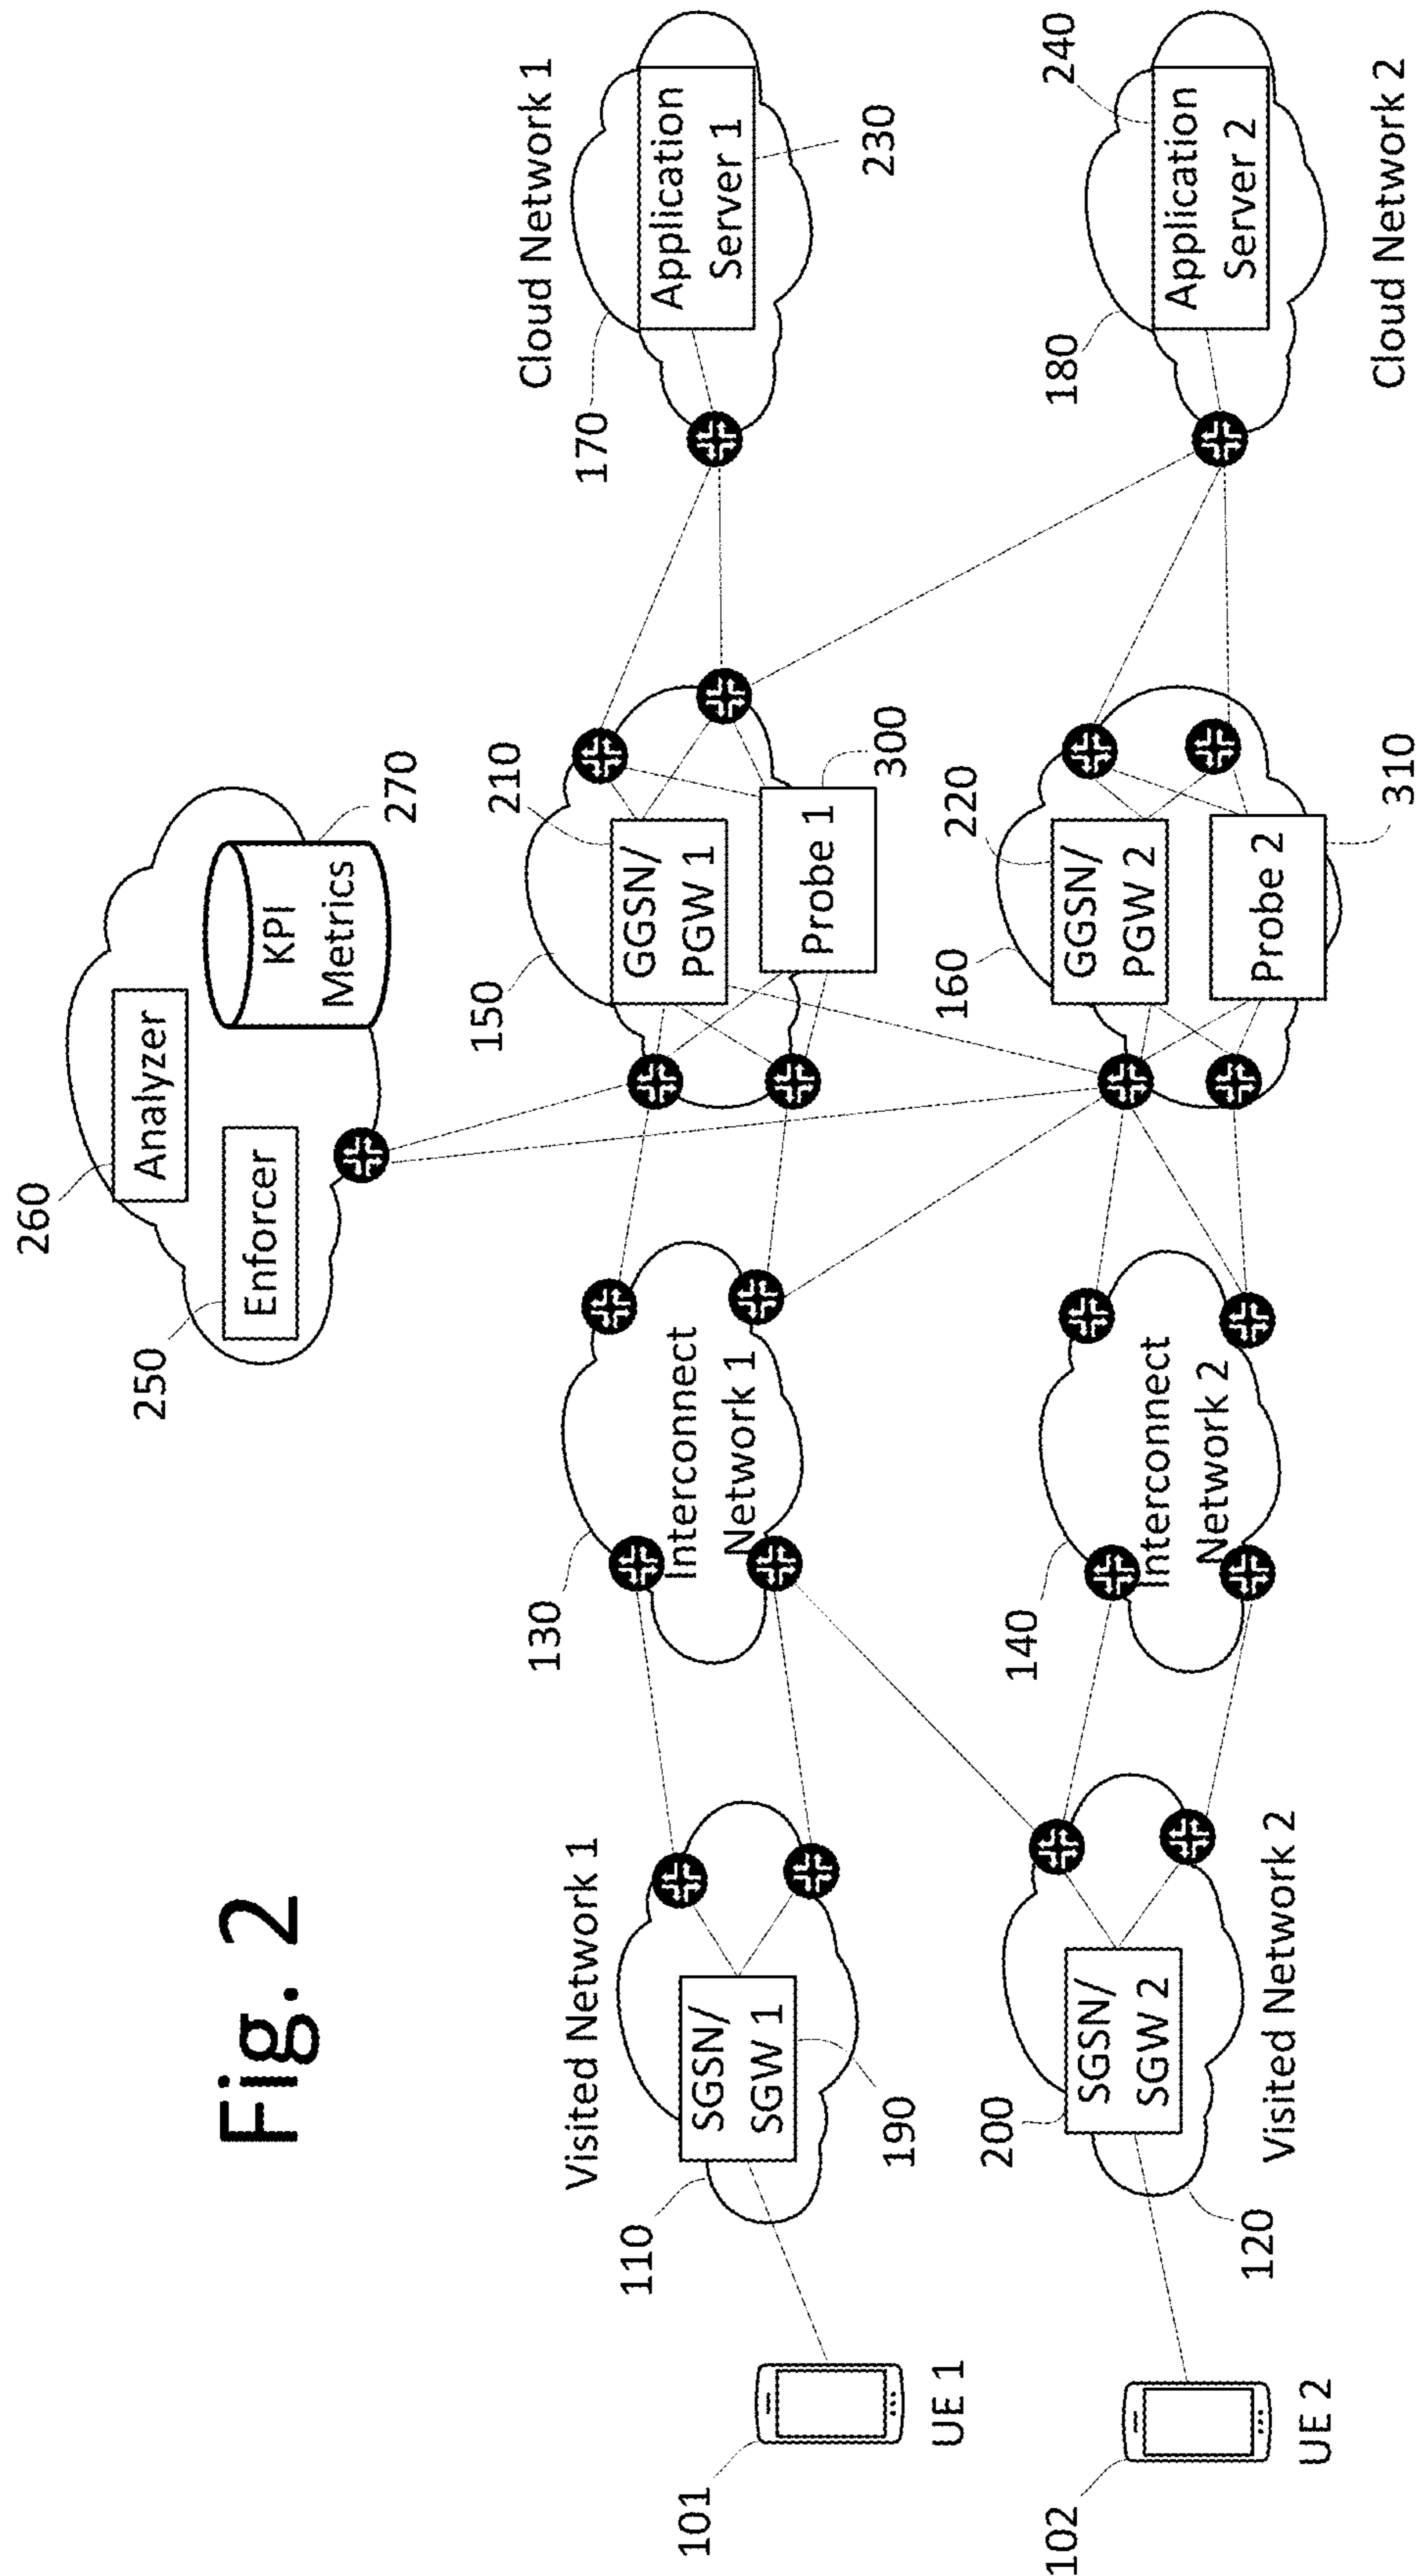 Fig. 2
260
Analyzer
250
Enforcer
KPI
Metrics
270
Visited Network 1
110
SGSN/
SGW 1
190
130
Interconnect
Network 1
150
210
GGSN/
PGW 1
Probe 1
300
Cloud Network 1
170
Application
Server 1
230
101
UE 1
200
SGSN/
SGW 2
Visited Network 2
120
140
Interconnect
Network 2
160
220
GGSN/
PGW 2
Probe 2
310
180
240
Application
Server 2
Cloud Network 2
102
UE 2